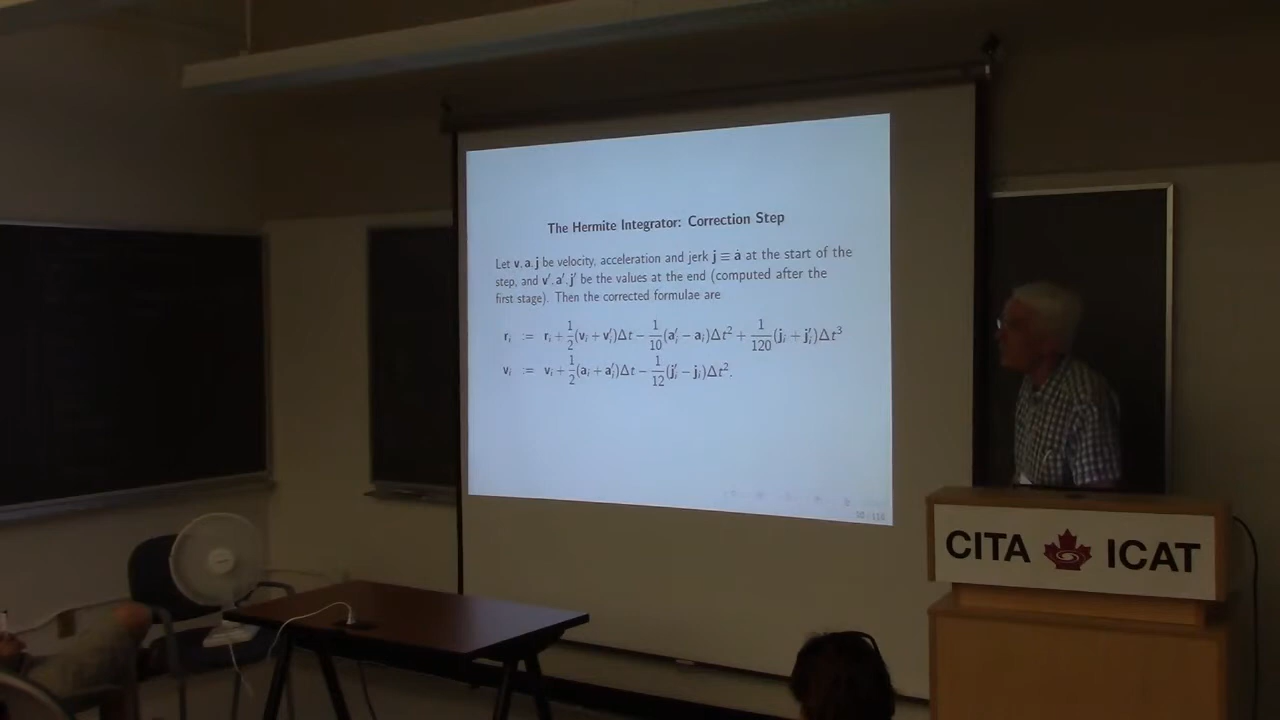 The Hermite Integrator: Correction Step
Let v, a, j be velocity, acceleration and jerk j ≡ ȧ at the start of the
step, and v′, a′, j′ be the values at the end (computed after the
first stage). Then the corrected formulae are
rᵢ := rᵢ + 1/2(vᵢ + v′ᵢ)Δt − 1/10(a′ᵢ − aᵢ)Δt² + 1/120(jᵢ + j′ᵢ)Δt³
vᵢ := vᵢ + 1/2(aᵢ + a′ᵢ)Δt − 1/12(j′ᵢ − jᵢ)Δt².
CITA ICAT